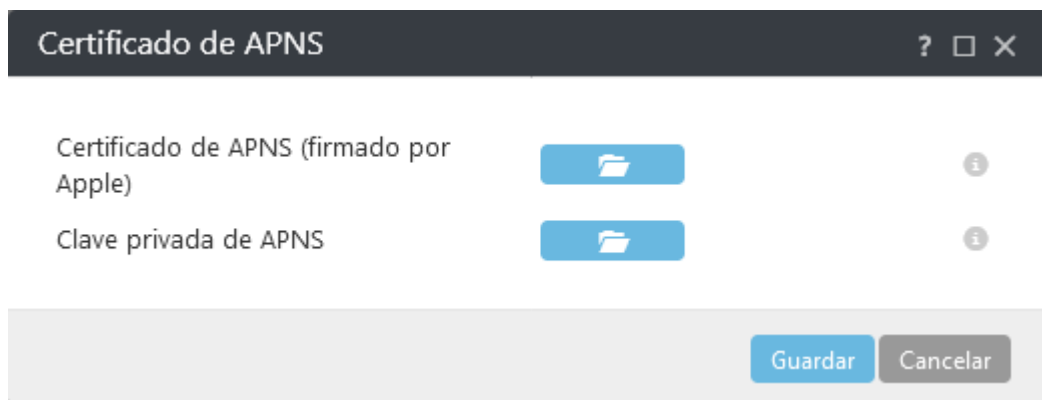 Certificado de APNS
Certificado de APNS (firmado por
Apple)
Clave privada de APNS
Guardar Cancelar